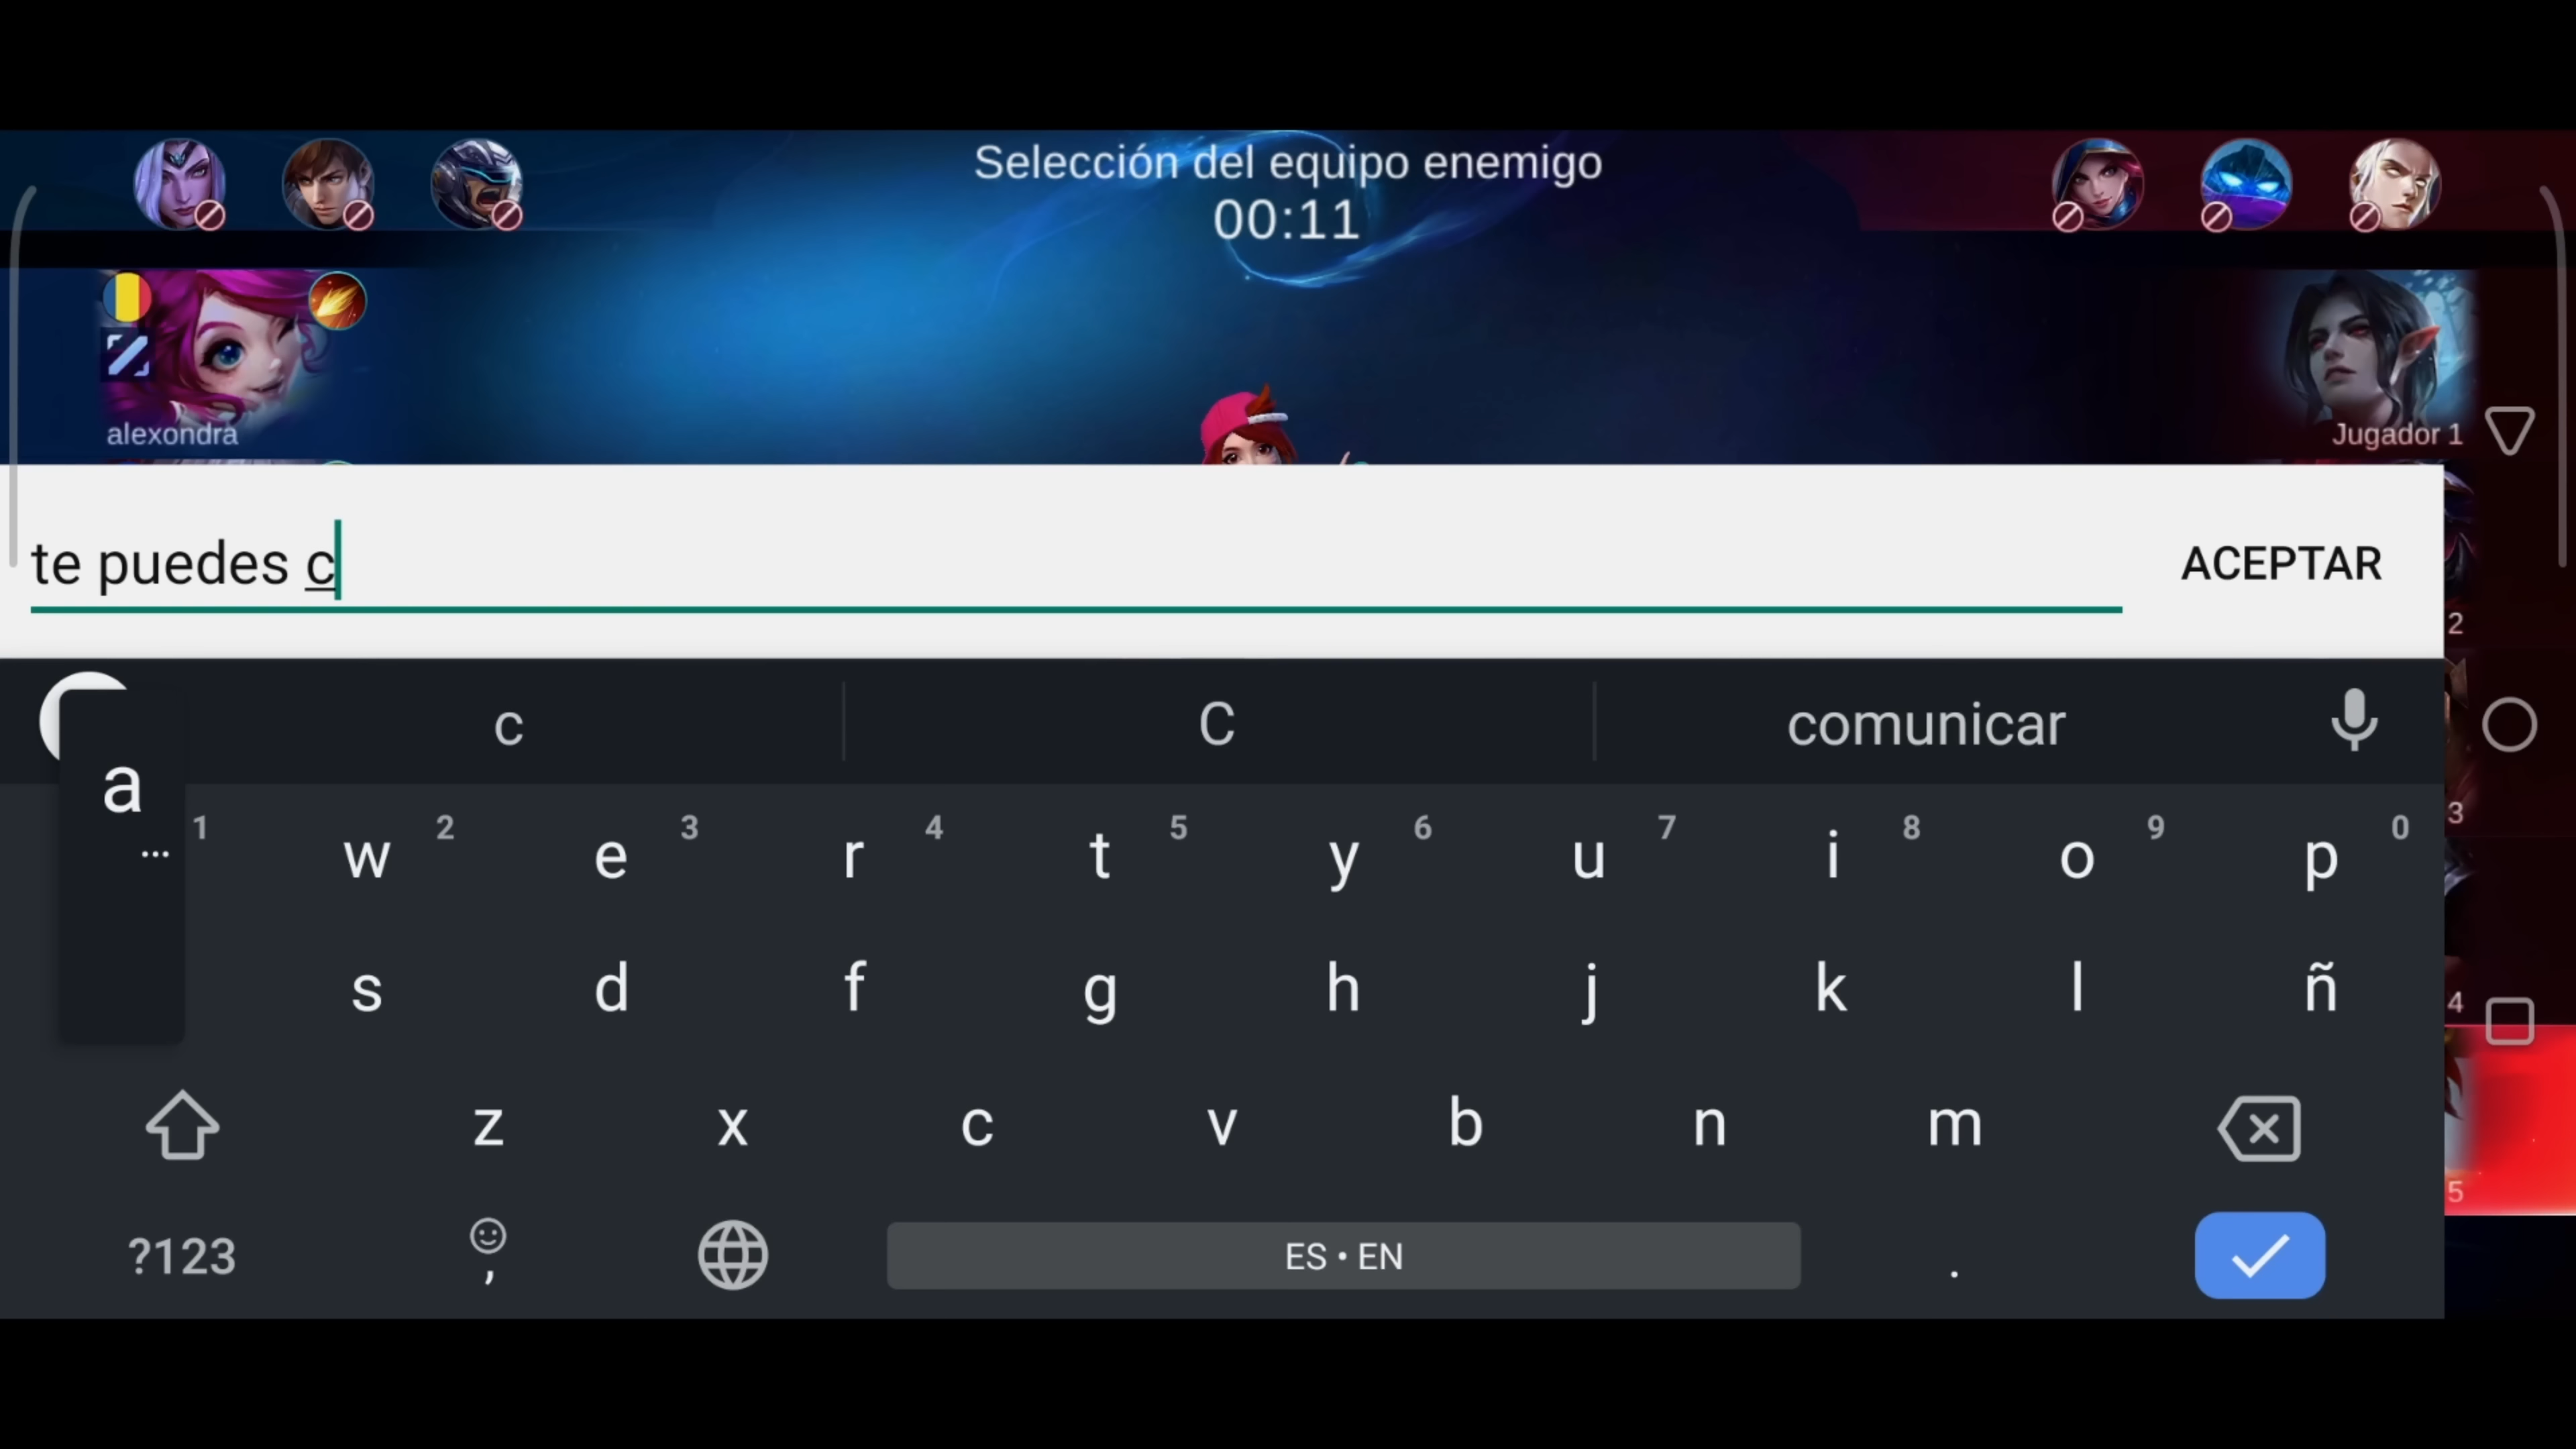 Selección del equipo enemigo
00:11
alexondra
Jugador 1
te puedes c
ACEPTAR
2
c
C
comunicar
a
...
1
w 2
e 3
r 4
t 5
y 6
u 7
i 8
o 9
p 0
3
s d f g h j k l ñ
4
z x c v b n m
5
?123
,
ES • EN
.